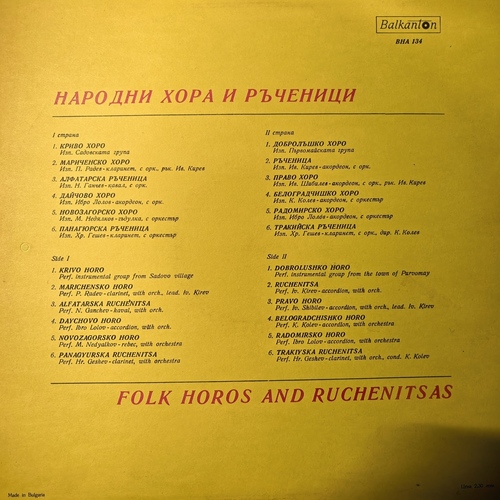 Balkanton
BHA 134
НАРОДНИ ХОРА И РЪЧЕНИЦИ
I страна
1. КРИВО ХОРО
Изп. Садовската група
2. МАРИЧЕНСКО ХОРО
Изп. П. Радев-кларнет, с орк., рък. Ив. Кирев
3. АЛФАТАРСКА РЪЧЕНИЦА
Изп. Н. Ганчев-кавал, с орк.
4. ДАЙЧОВО ХОРО
Изп. Ибро Лолов-акордеон, с орк.
5. НОВОЗАГОРСКО ХОРО
Изп. М. Недялков-гъдулка, с оркестър
6. ПАНАГЮРСКА РЪЧЕНИЦА
Изп. Хр. Гешев-кларнет, с оркестър
II страна
1. ДОБРОЛЪШКО ХОРО
Изп. Първомайската група
2. РЪЧЕНИЦА
Изп. Ив. Кирев-акордеон, с орк.
3. ПРАВО ХОРО
Изп. Ив. Шибилев-акордеон, с орк., рък. Ив. Кирев
4. БЕЛОГРАДЧИШКО ХОРО
Изп. К. Колев-акордеон, с оркестър
5. РАДОМИРСКО ХОРО
Изп. Ибро Лолов-акордеон, с оркестър
6. ТРАКИЙСКА РЪЧЕНИЦА
Изп. Хр. Гешев-кларнет, с орк., дир. К. Колев
Side I
1. KRIVO HORO
Perf. instrumental group from Sadovo village
2. MARICHENSKO HORO
Perf. P. Radev-clarinet, with orch., lead. Iv. Kirev
3. ALFATARSKA RUCHENITSA
Perf. N. Ganchev-kaval, with orch.
4. DAYCHOVO HORO
Perf. Ibro Lolov-accordion, with orch.
5. NOVOZAGORSKO HORO
Perf. M. Nedyalkov-rebec, with orchestra
6. PANAGYURSKA RUCHENITSA
Perf. Hr. Geshev-clarinet, with orchestra
Side II
1. DOBROLUSHKO HORO
Perf. instrumental group from the town of Parvomay
2. RUCHENITSA
Perf. Iv. Kirev-accordion, with orch.
3. PRAVO HORO
Perf. Iv. Shibilev-accordion, with orch., lead. Iv. Kirev
4. BELOGRADCHISHKO HORO
Perf. K. Kolev-accordion, with orchestra
5. RADOMIRSKO HORO
Perf. Ibro Lolov-accordion, with orchestra
6. TRAKIYSKA RUCHENITSA
Perf. Hr. Geshev-clarinet, with orch., cond. K. Kolev
FOLK HOROS AND RUCHENITSAS
Made in Bulgaria